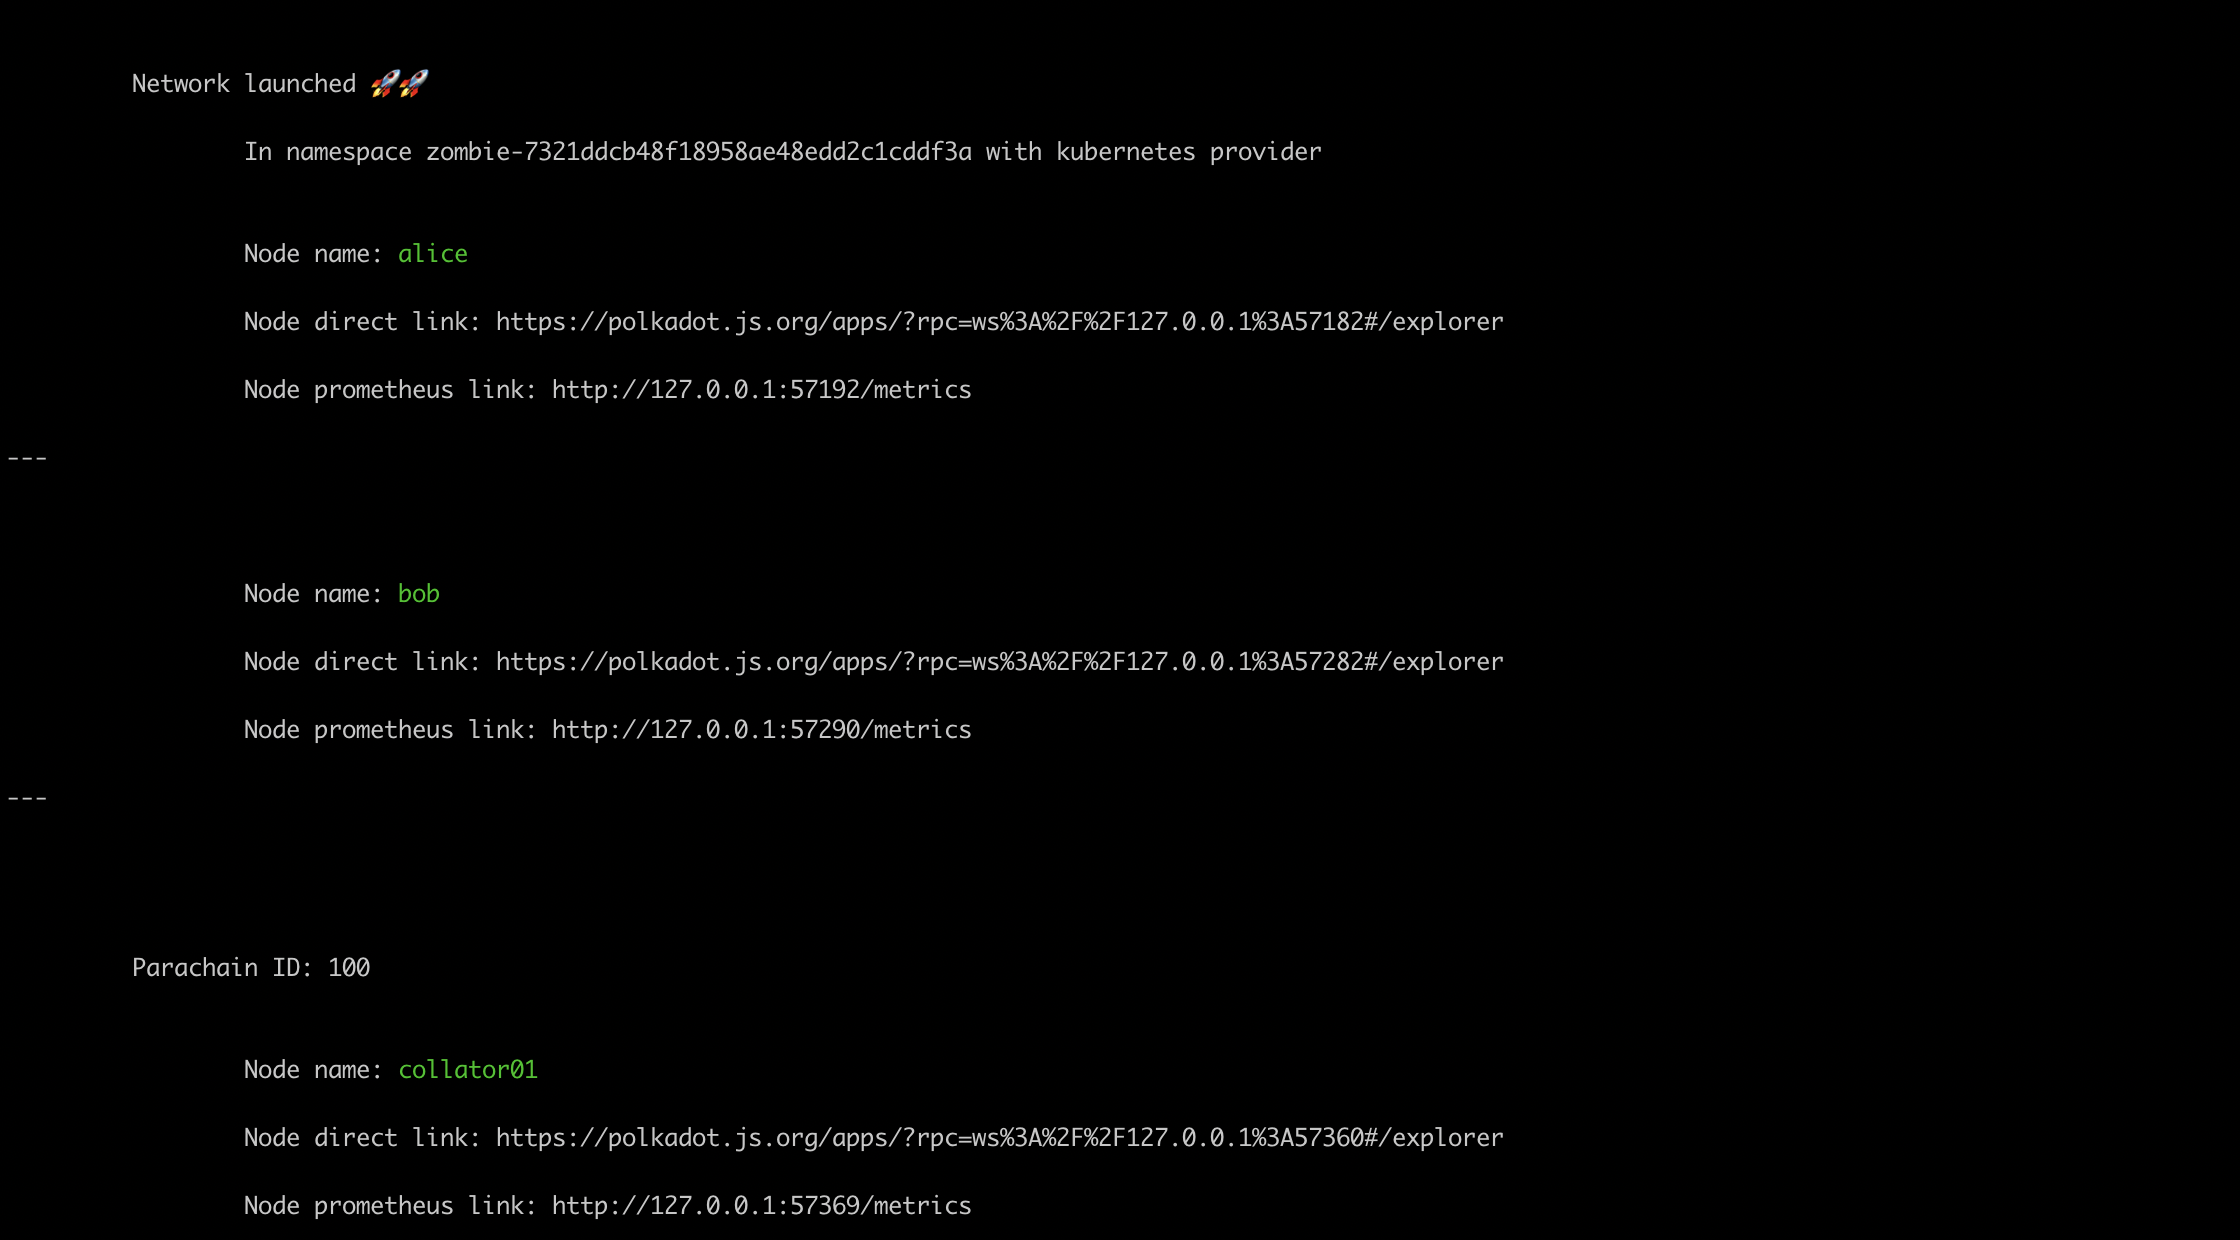 Network launched 🚀🚀
In namespace zombie-7321ddcb48f18958ae48edd2c1cddf3a with kubernetes provider
Node name: alice
Node direct link: https://polkadot.js.org/apps/?rpc=ws%3A%2F%2F127.0.0.1%3A57182#/explorer
Node prometheus link: http://127.0.0.1:57192/metrics
---
Node name: bob
Node direct link: https://polkadot.js.org/apps/?rpc=ws%3A%2F%2F127.0.0.1%3A57282#/explorer
Node prometheus link: http://127.0.0.1:57290/metrics
---
Parachain ID: 100
Node name: collator01
Node direct link: https://polkadot.js.org/apps/?rpc=ws%3A%2F%2F127.0.0.1%3A57360#/explorer
Node prometheus link: http://127.0.0.1:57369/metrics